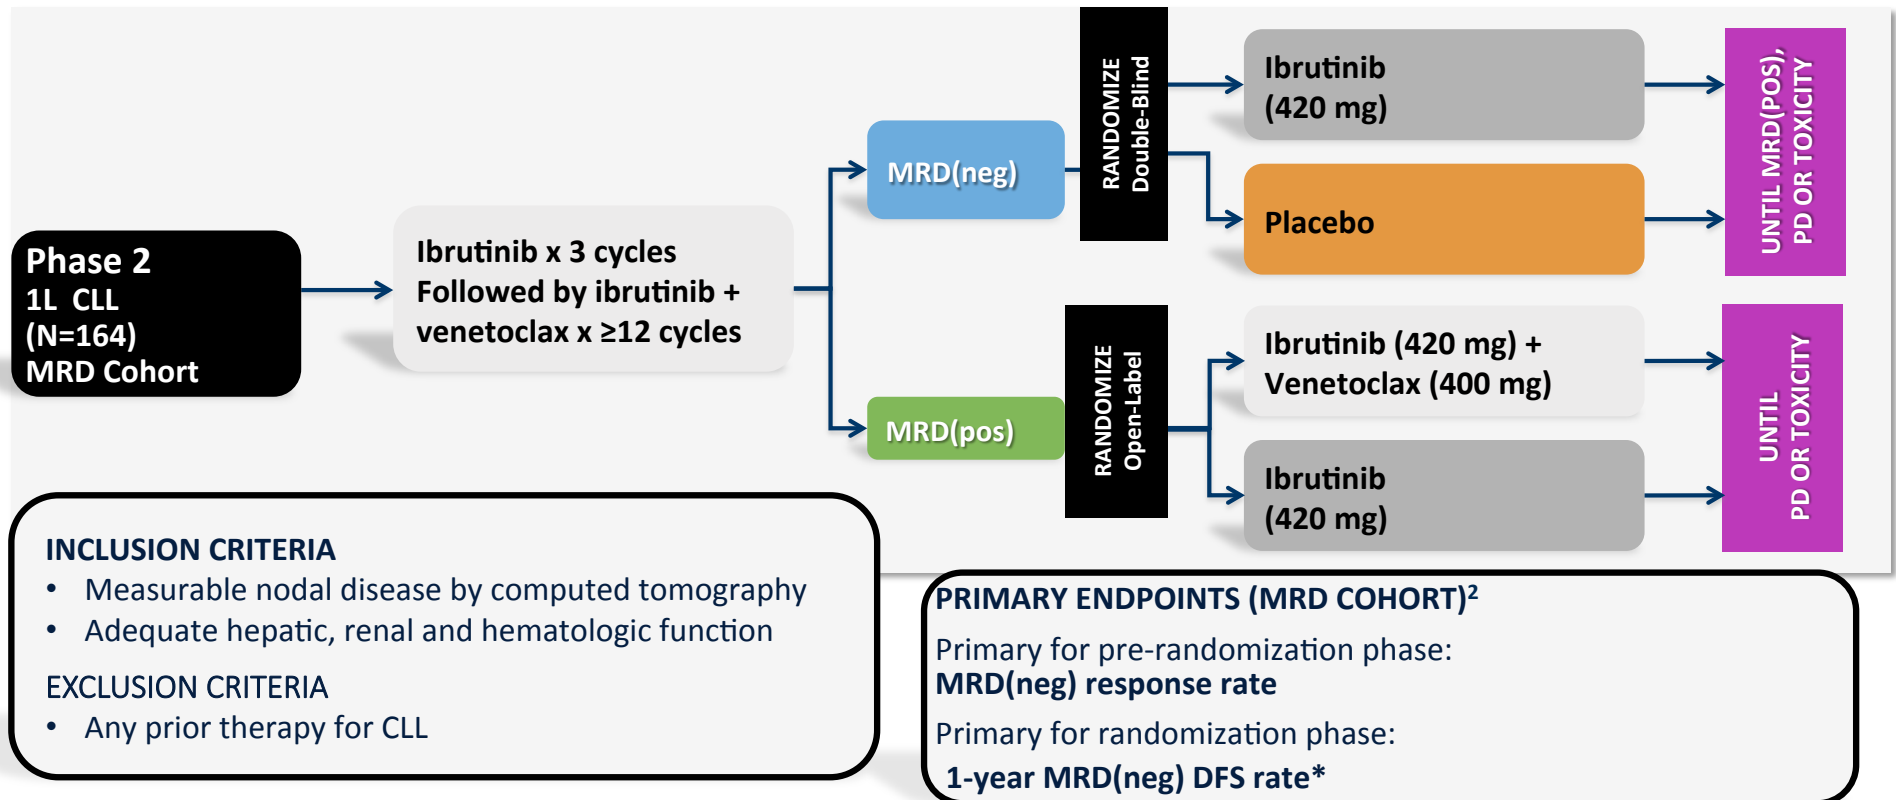 Phase 2
1L CLL
(N=164)
MRD Cohort
Ibrutinib x 3 cycles
Followed by ibrutinib +
venetoclax x ≥12 cycles
MRD(neg)
RANDOMIZE
Double-Blind
Ibrutinib
(420 mg)
Placebo
UNTIL MRD(POS),
PD OR TOXICITY
MRD(pos)
RANDOMIZE
Open-Label
Ibrutinib (420 mg) +
Venetoclax (400 mg)
Ibrutinib
(420 mg)
UNTIL
PD OR TOXICITY
INCLUSION CRITERIA
• Measurable nodal disease by computed tomography
• Adequate hepatic, renal and hematologic function
EXCLUSION CRITERIA
• Any prior therapy for CLL
PRIMARY ENDPOINTS (MRD COHORT)²
Primary for pre-randomization phase:
MRD(neg) response rate
Primary for randomization phase:
1-year MRD(neg) DFS rate*